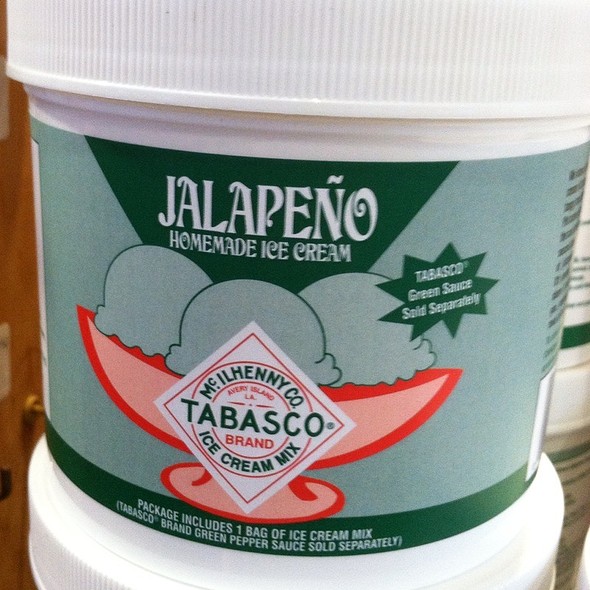 JALAPEÑO
HOMEMADE ICE CREAM
TABASCO®
Green Sauce
Sold Separately
McILHENNY CO.
AVERY ISLAND
LA.
TABASCO®
BRAND
ICE CREAM MIX
PACKAGE INCLUDES 1 BAG OF ICE CREAM MIX
(TABASCO® BRAND GREEN PEPPER SAUCE SOLD SEPARATELY)